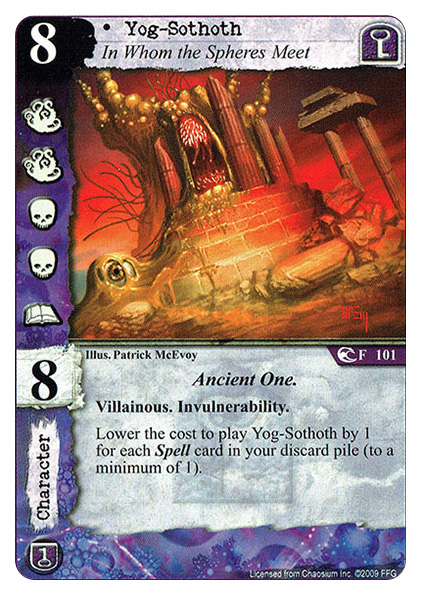 8
• Yog-Sothoth
In Whom the Spheres Meet
Illus. Patrick McEvoy
F 101
8
Ancient One.
Villainous. Invulnerability.
Lower the cost to play Yog-Sothoth by 1
for each Spell card in your discard pile (to a
minimum of 1).
Character
1
Licensed from Chaosium Inc. ©2009 FFG